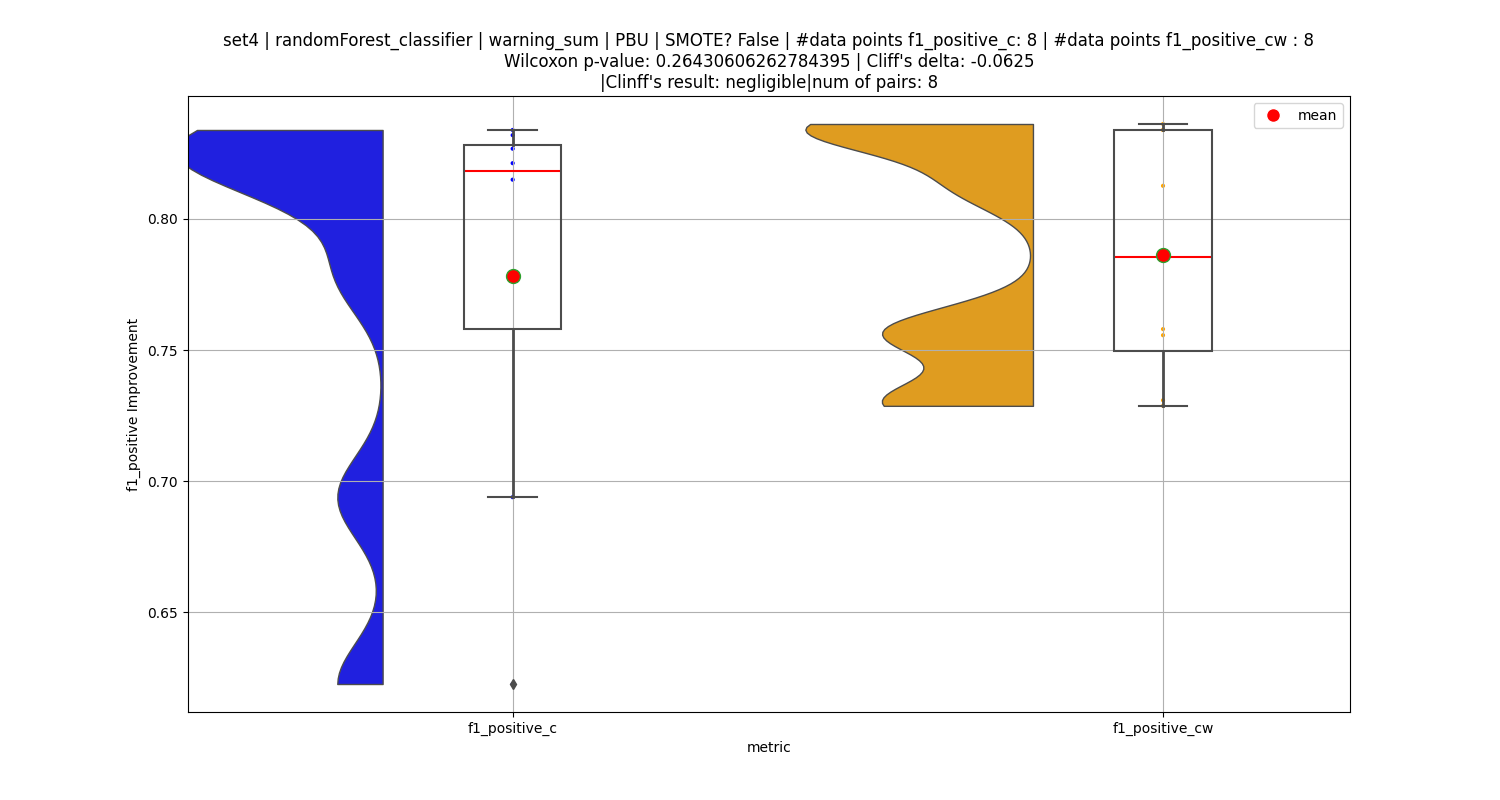 set4 | randomForest_classifier | warning_sum | PBU | SMOTE? False | #data points f1_positive_c: 8 | #data points f1_positive_cw : 8
Wilcoxon p-value: 0.26430606262784395 | Cliff's delta: -0.0625
|Clinff's result: negligible|num of pairs: 8
mean
0.80
0.75
0.70
0.65
f1_positive Improvement
f1_positive_c
f1_positive_cw
metric